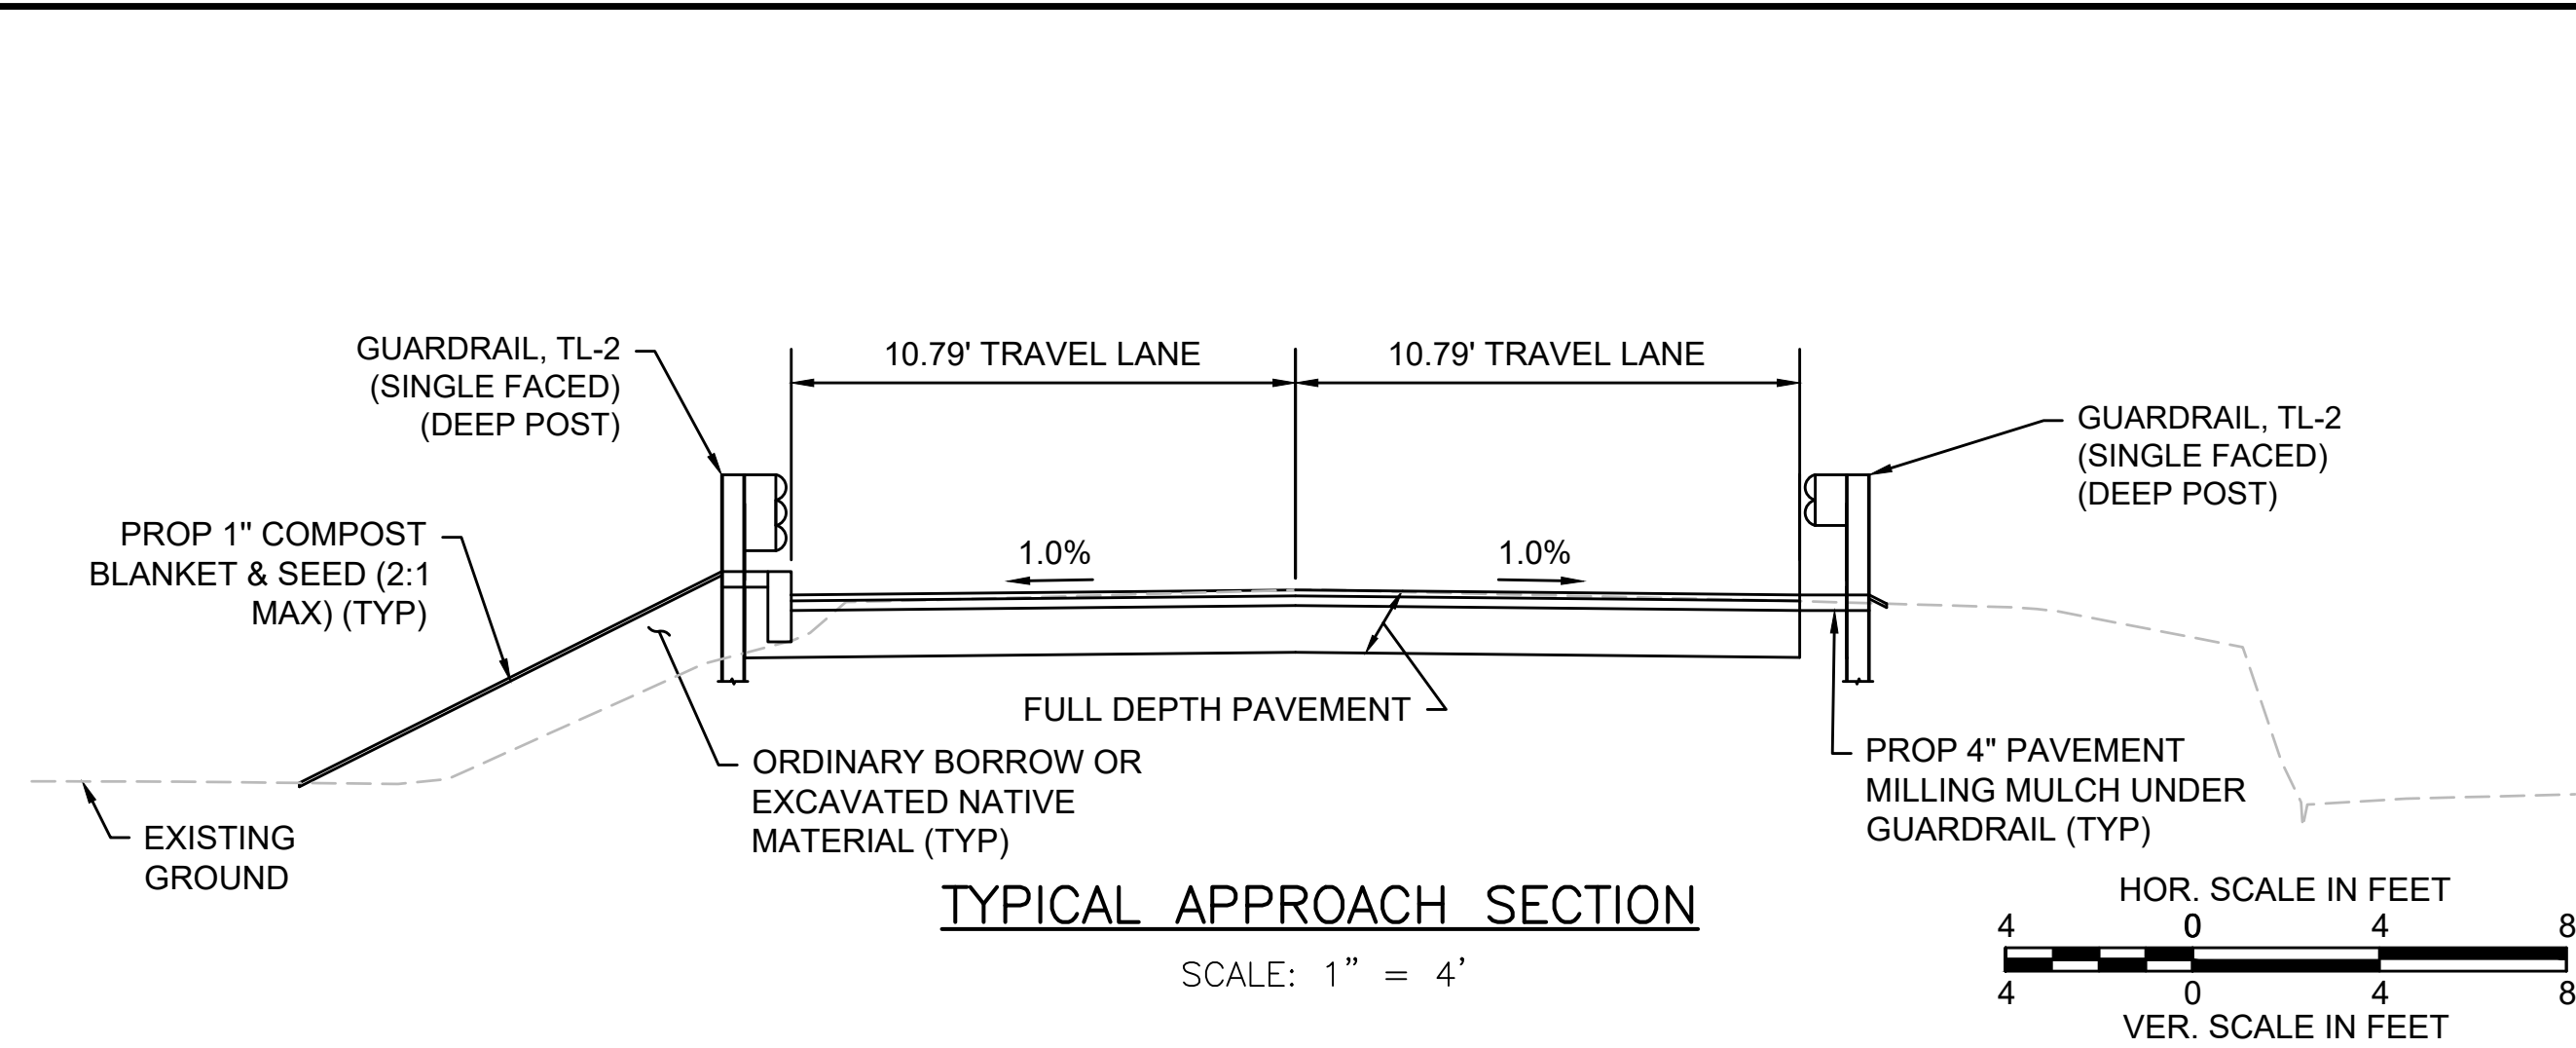 GUARDRAIL, TL-2
(SINGLE FACED)
(DEEP POST)
10.79' TRAVEL LANE
10.79' TRAVEL LANE
GUARDRAIL, TL-2
(SINGLE FACED)
(DEEP POST)
PROP 1" COMPOST
BLANKET & SEED (2:1
MAX) (TYP)
1.0%
1.0%
FULL DEPTH PAVEMENT
ORDINARY BORROW OR
EXCAVATED NATIVE
MATERIAL (TYP)
PROP 4" PAVEMENT
MILLING MULCH UNDER
GUARDRAIL (TYP)
EXISTING
GROUND
TYPICAL APPROACH SECTION
SCALE: 1" = 4'
HOR. SCALE IN FEET
4 0 4 8
4 0 4 8
VER. SCALE IN FEET